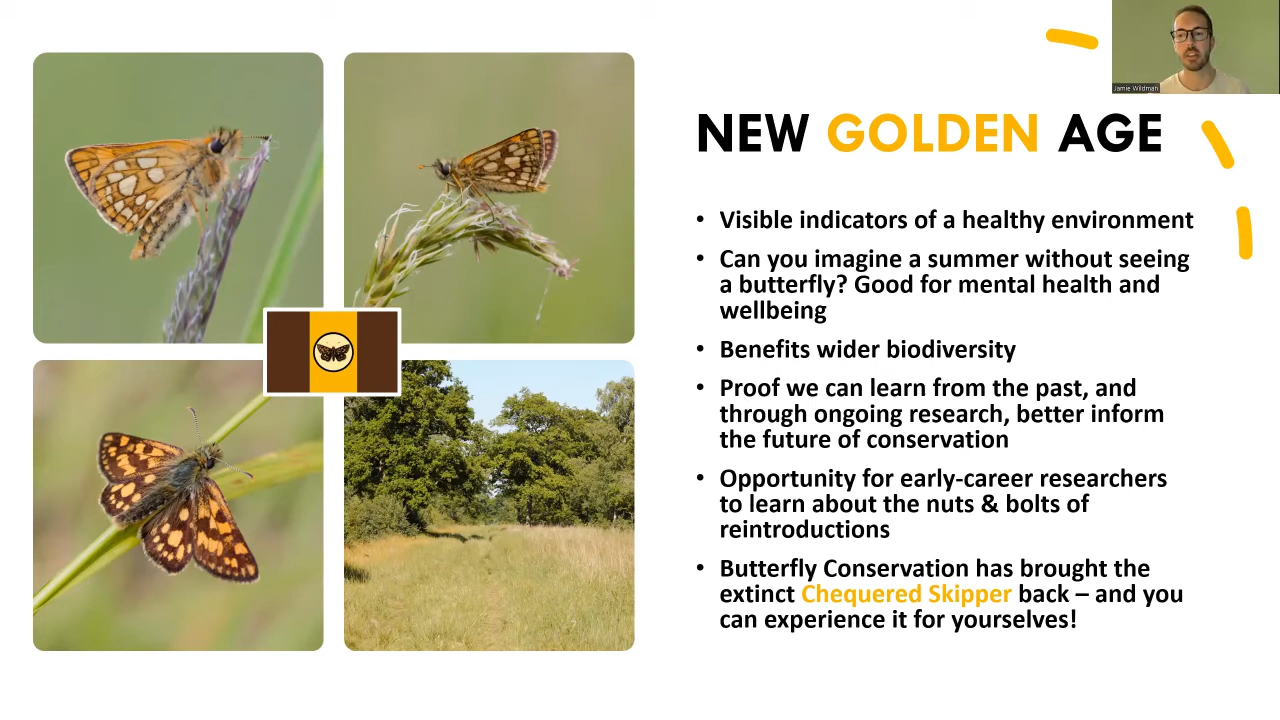 Jamie Wildman
NEW GOLDEN AGE
• Visible indicators of a healthy environment
• Can you imagine a summer without seeing
a butterfly? Good for mental health and
wellbeing
• Benefits wider biodiversity
• Proof we can learn from the past, and
through ongoing research, better inform
the future of conservation
• Opportunity for early-career researchers
to learn about the nuts & bolts of
reintroductions
• Butterfly Conservation has brought the
extinct Chequered Skipper back – and you
can experience it for yourselves!